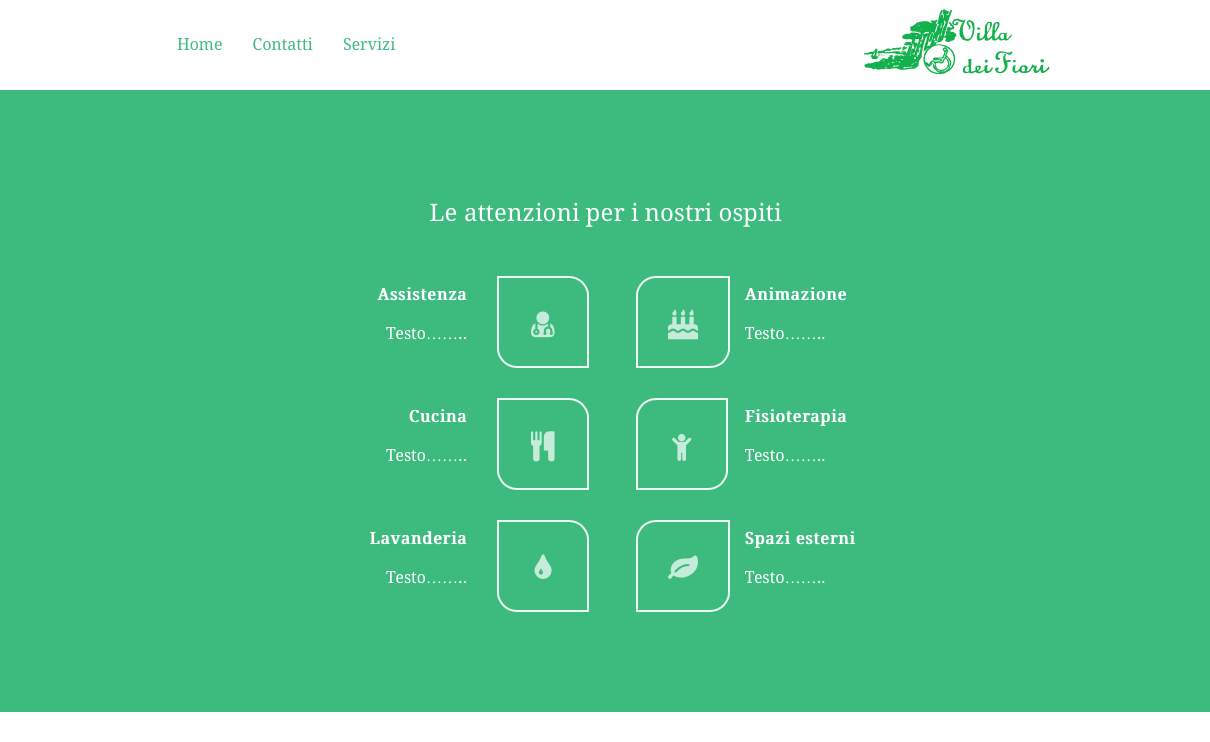 Home Contatti Servizi
Villa
dei Fiori
Le attenzioni per i nostri ospiti
Assistenza
Testo……..
Animazione
Testo……..
Cucina
Testo……..
Fisioterapia
Testo……..
Lavanderia
Testo……..
Spazi esterni
Testo……..